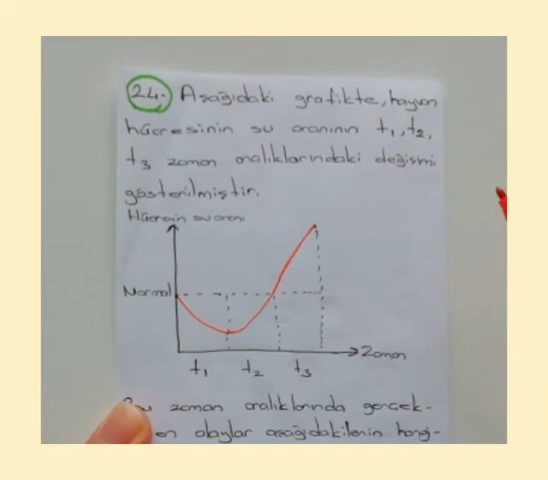 24. Aşağıdaki grafikte, hayvan
hücresinin su oranının t₁, t₂,
t₃ zaman aralıklarındaki değişimi
gösterilmiştir.
Hücrenin su oranı
Normal
Zaman
t₁ t₂ t₃
zaman aralıklarında gerçek-
en olaylar aşağıdakilerin hangi-